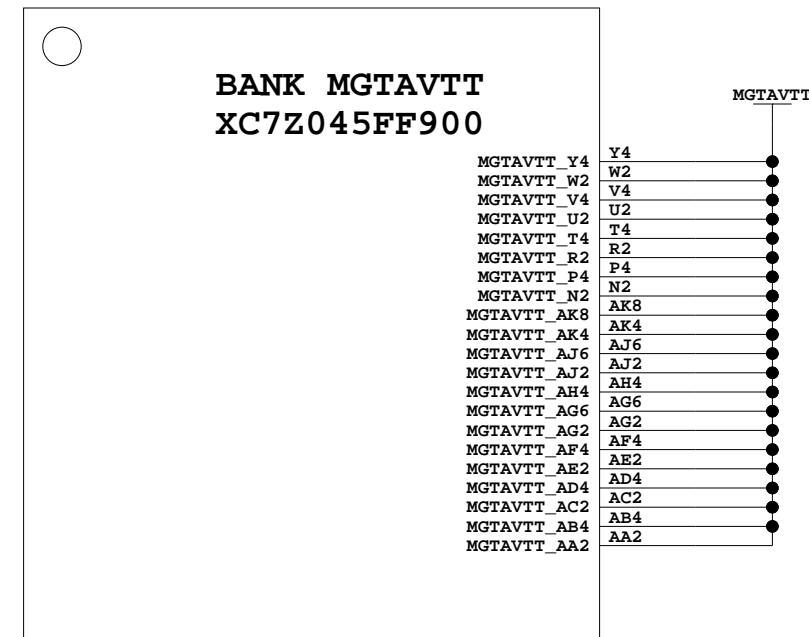 BANK MGTAVTT
XC7Z045FF900
MGTAVTT
MGTAVTT_Y4 Y4
MGTAVTT_W2 W2
MGTAVTT_V4 V4
MGTAVTT_U2 U2
MGTAVTT_T4 T4
MGTAVTT_R2 R2
MGTAVTT_P4 P4
MGTAVTT_N2 N2
MGTAVTT_AK8 AK8
MGTAVTT_AK4 AK4
MGTAVTT_AJ6 AJ6
MGTAVTT_AJ2 AJ2
MGTAVTT_AH4 AH4
MGTAVTT_AG6 AG6
MGTAVTT_AG2 AG2
MGTAVTT_AF4 AF4
MGTAVTT_AE2 AE2
MGTAVTT_AD4 AD4
MGTAVTT_AC2 AC2
MGTAVTT_AB4 AB4
MGTAVTT_AA2 AA2